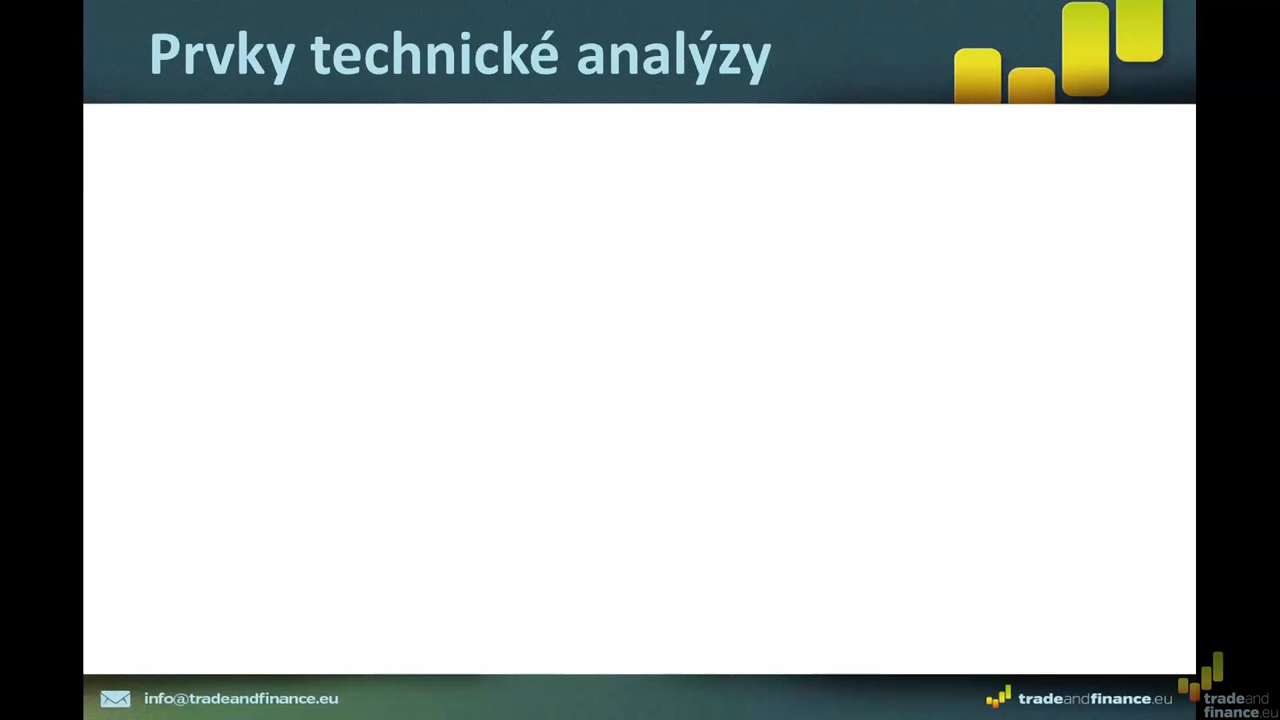 Prvky technické analýzy
info@tradeandfinance.eu
tradeandfinance.eu
tradeand
finance.eu